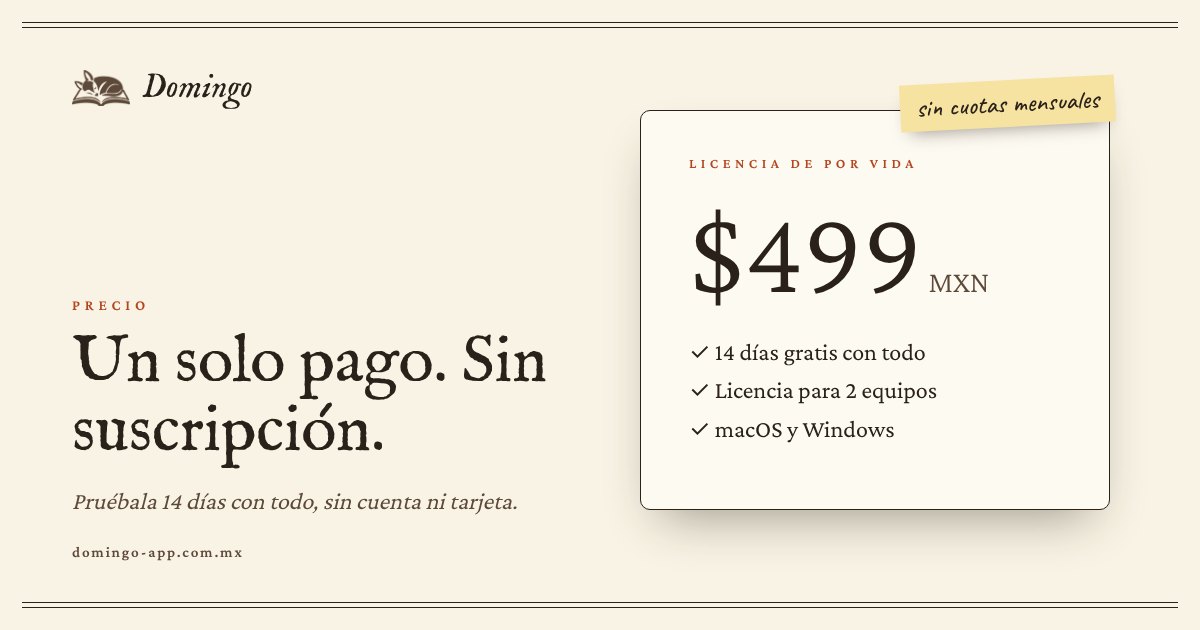 Domingo
PRECIO
Un solo pago. Sin
suscripción.
Pruébala 14 días con todo, sin cuenta ni tarjeta.
domingo-app.com.mx
sin cuotas mensuales
LICENCIA DE POR VIDA
$499 MXN
✓ 14 días gratis con todo
✓ Licencia para 2 equipos
✓ macOS y Windows